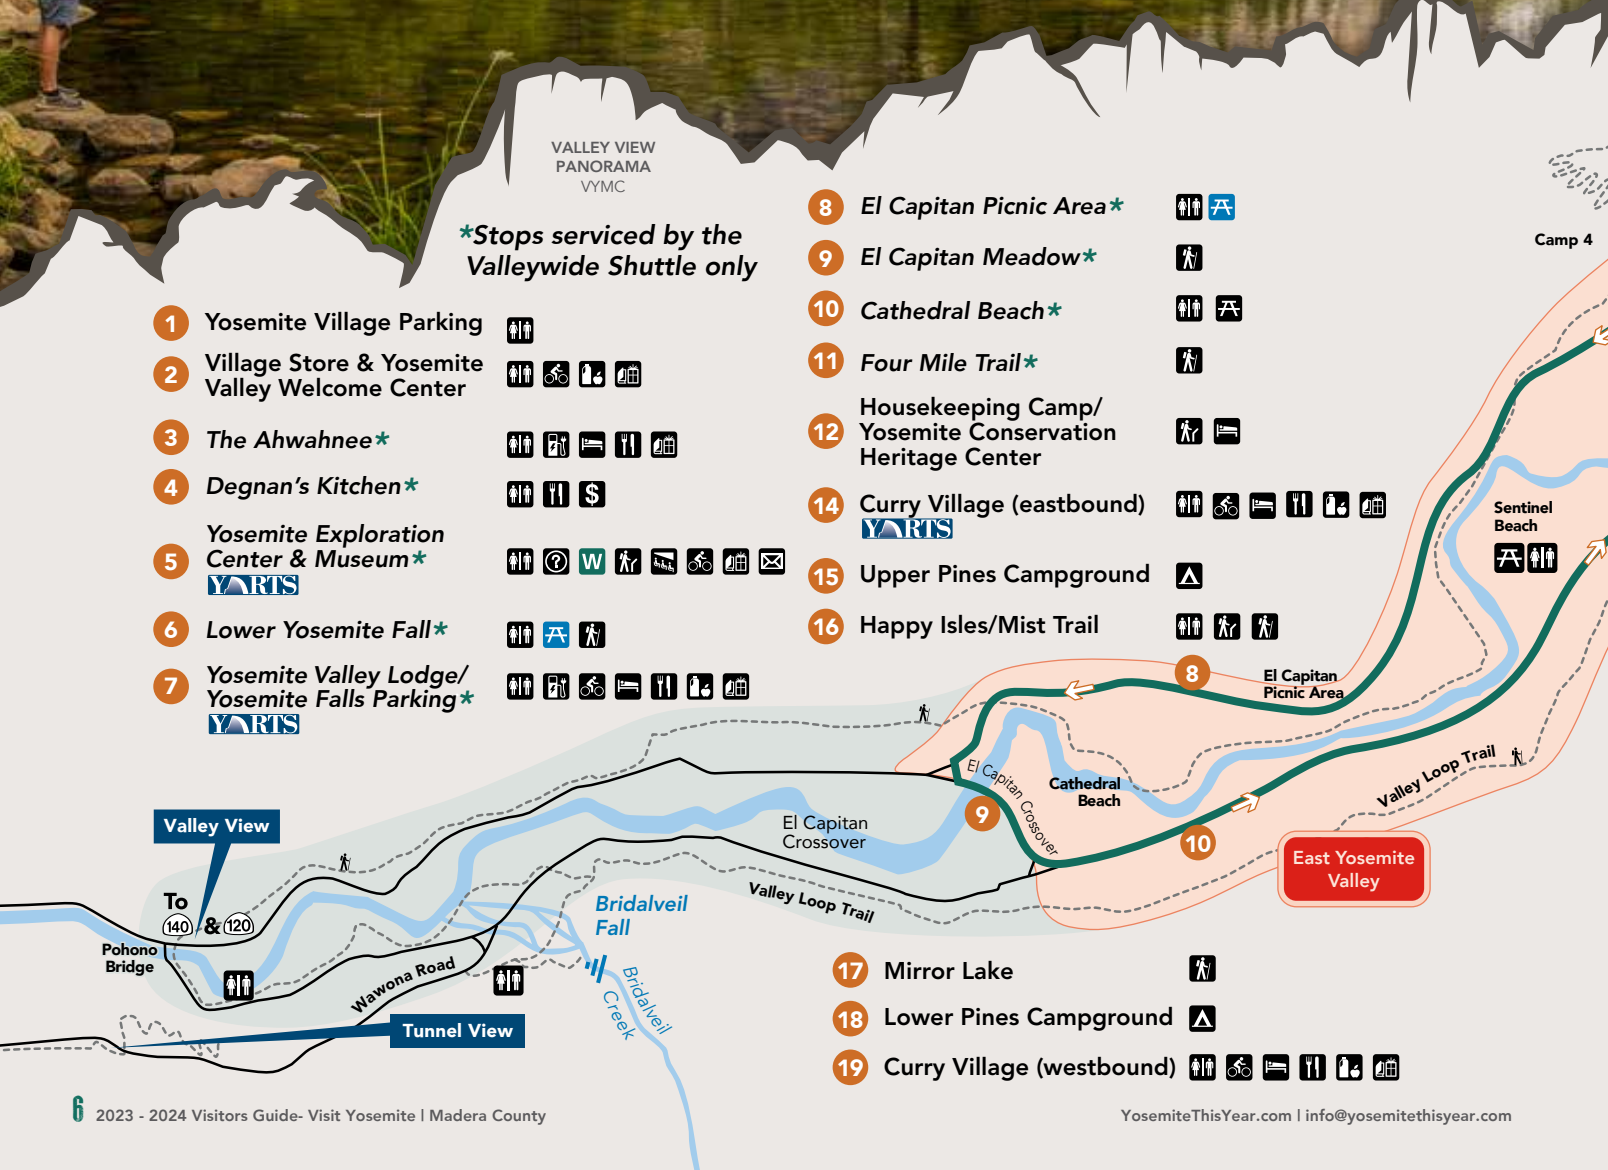 VALLEY VIEW
PANORAMA
VYMC
*Stops serviced by the
Valleywide Shuttle only
1 Yosemite Village Parking
2 Village Store & Yosemite
Valley Welcome Center
3 The Ahwahnee*
4 Degnan's Kitchen*
$
5 Yosemite Exploration
Center & Museum*
? W
YARTS
6 Lower Yosemite Fall*
7 Yosemite Valley Lodge/
Yosemite Falls Parking*
YARTS
8 El Capitan Picnic Area*
9 El Capitan Meadow*
10 Cathedral Beach*
11 Four Mile Trail*
12 Housekeeping Camp/
Yosemite Conservation
Heritage Center
14 Curry Village (eastbound)
YARTS
15 Upper Pines Campground
16 Happy Isles/Mist Trail
Camp 4
Sentinel
Beach
8
El Capitan
Picnic Area
El Capitan Crossover
Cathedral
Beach
Valley Loop Trail
9
10
El Capitan
Crossover
East Yosemite
Valley
Valley View
To
140 & 120
Pohono
Bridge
Valley Loop Trail
Bridalveil
Fall
Wawona Road
Bridalveil
Creek
Tunnel View
17 Mirror Lake
18 Lower Pines Campground
19 Curry Village (westbound)
6 2023 - 2024 Visitors Guide- Visit Yosemite | Madera County
YosemiteThisYear.com | info@yosemitethisyear.com